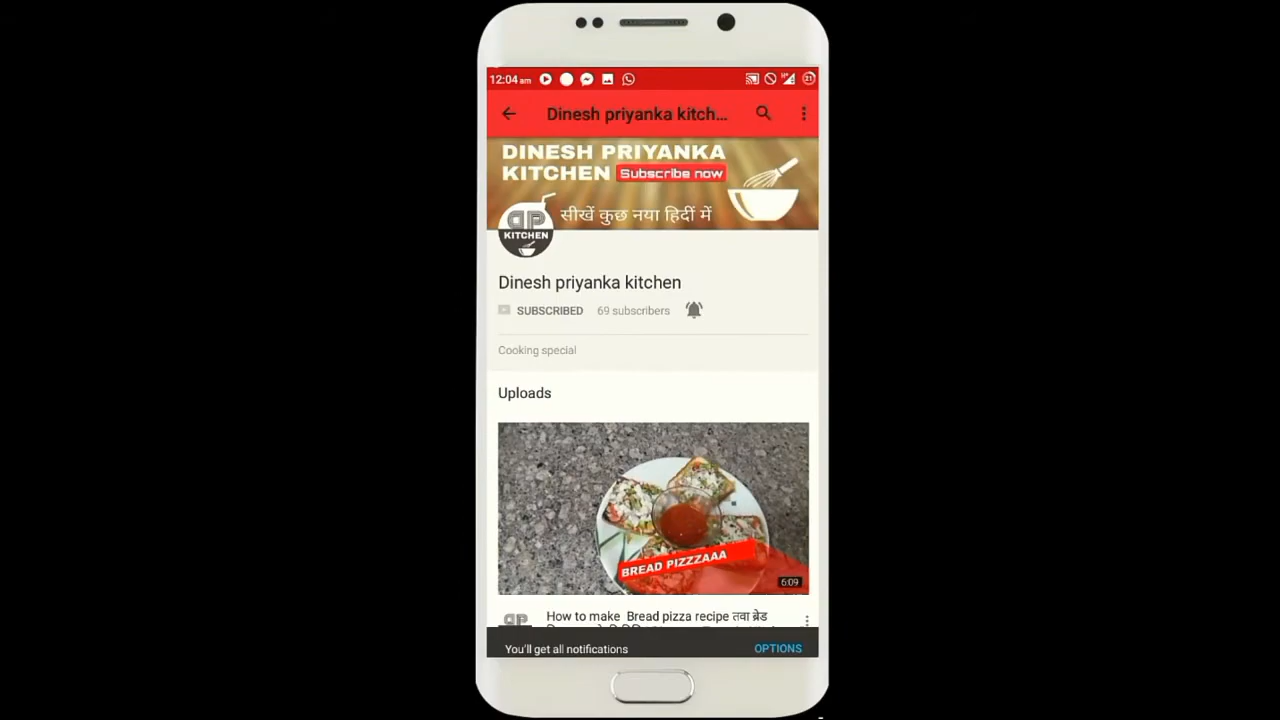 12:04 am
21
Dinesh priyanka kitch...
DINESH PRIYANKA
KITCHEN Subscribe now
सीखें कुछ नया हिदीं में
KITCHEN
Dinesh priyanka kitchen
SUBSCRIBED 69 subscribers
Cooking special
Uploads
BREAD PIZZZAAA
6:09
How to make Bread pizza recipe तवा ब्रेड
You'll get all notifications OPTIONS